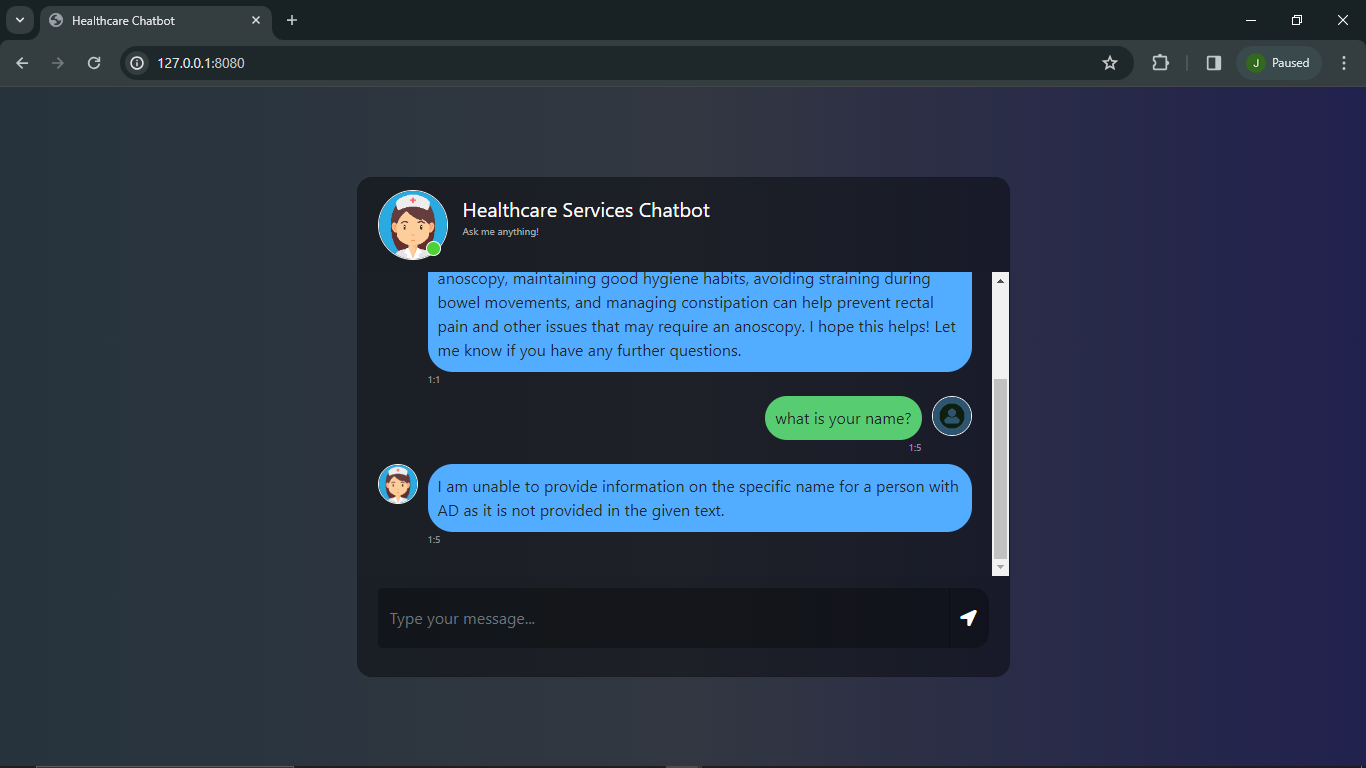 Healthcare Chatbot
127.0.0.1:8080
J Paused
Healthcare Services Chatbot
Ask me anything!
anoscopy, maintaining good hygiene habits, avoiding straining during
bowel movements, and managing constipation can help prevent rectal
pain and other issues that may require an anoscopy. I hope this helps! Let
me know if you have any further questions.
1:1
what is your name?
1:5
I am unable to provide information on the specific name for a person with
AD as it is not provided in the given text.
1:5
Type your message...